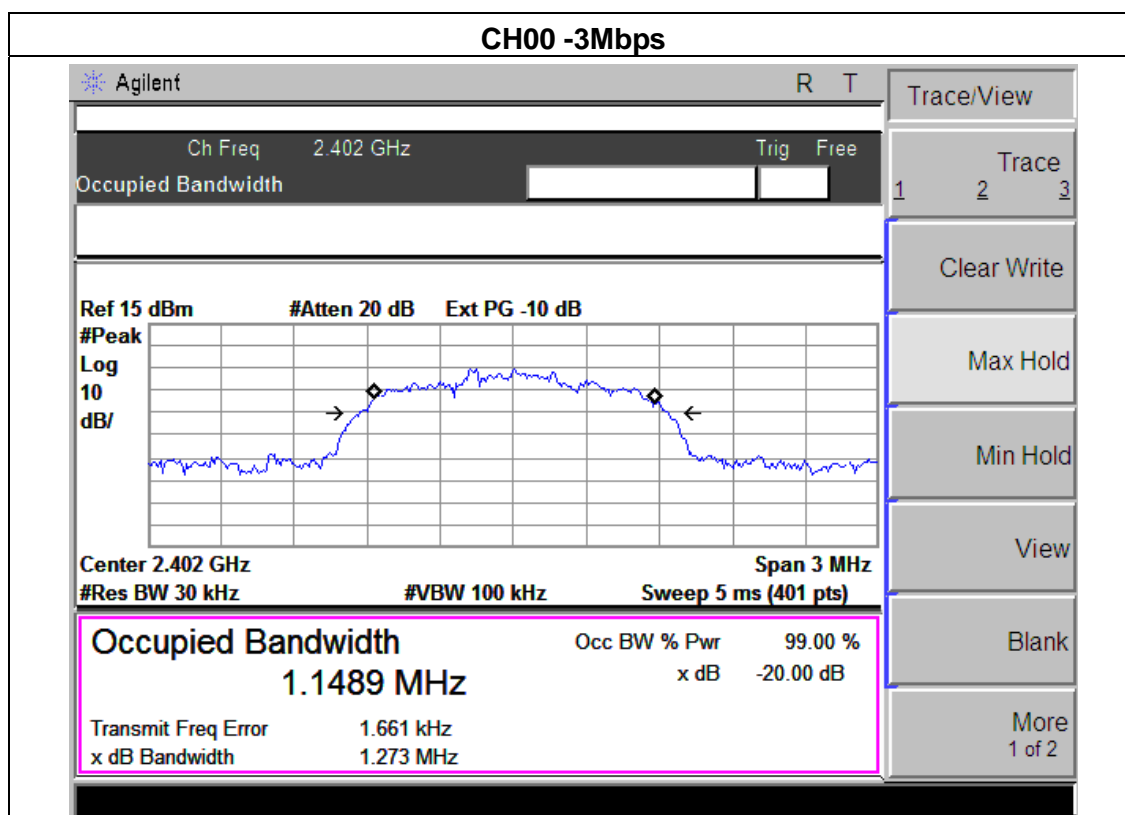 CH00 -3Mbps
Agilent R T
Ch Freq 2.402 GHz Trig Free
Occupied Bandwidth
Ref 15 dBm #Atten 20 dB Ext PG -10 dB
#Peak
Log
10
dB/
Center 2.402 GHz Span 3 MHz
#Res BW 30 kHz #VBW 100 kHz Sweep 5 ms (401 pts)
Occupied Bandwidth
1.1489 MHz
Occ BW % Pwr 99.00 %
x dB -20.00 dB
Transmit Freq Error 1.661 kHz
x dB Bandwidth 1.273 MHz
Trace/View
Trace
1 2 3
Clear Write
Max Hold
Min Hold
View
Blank
More
1 of 2